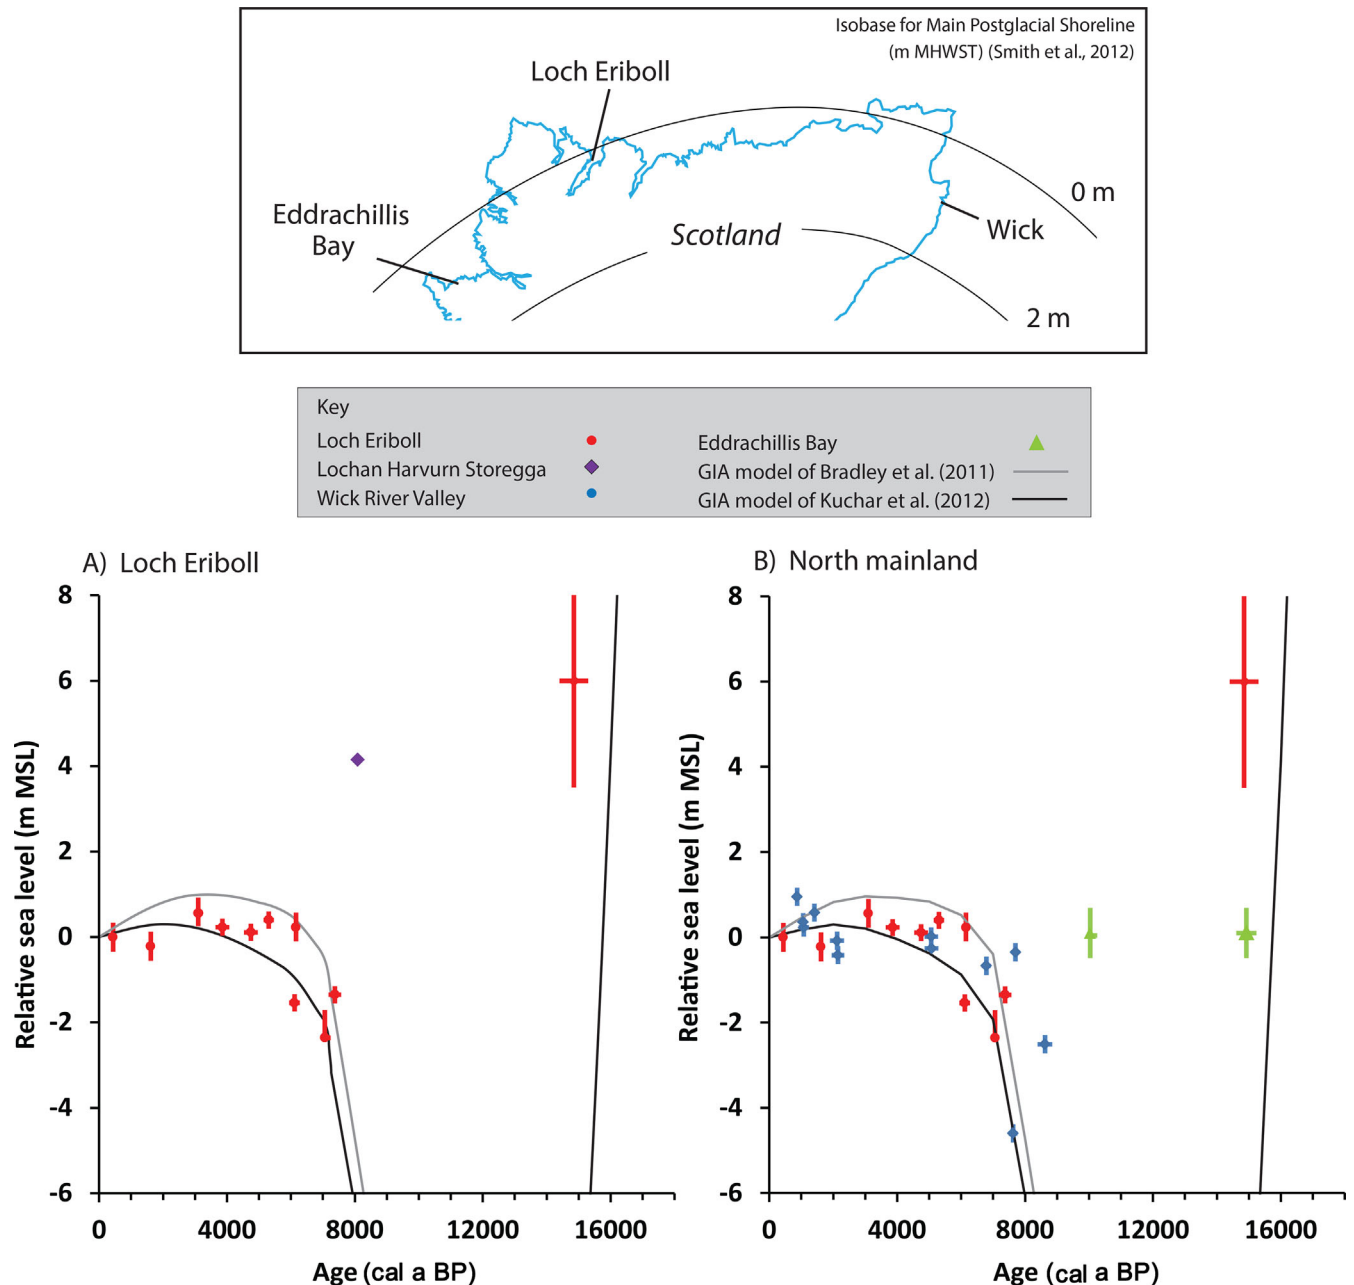 Isobase for Main Postglacial Shoreline
(m MHWST) (Smith et al., 2012)
Loch Eriboll
Eddrachillis
Bay
Scotland
0 m
Wick
2 m
Key
Loch Eriboll
Lochan Harvurn Storegga
Wick River Valley
Eddrachillis Bay
GIA model of Bradley et al. (2011)
GIA model of Kuchar et al. (2012)
A) Loch Eriboll
Relative sea level (m MSL)
8
6
4
2
0
-2
-4
-6
0 4000 8000 12000 16000
Age (cal a BP)
B) North mainland
Relative sea level (m MSL)
8
6
4
2
0
-2
-4
-6
0 4000 8000 12000 16000
Age (cal a BP)